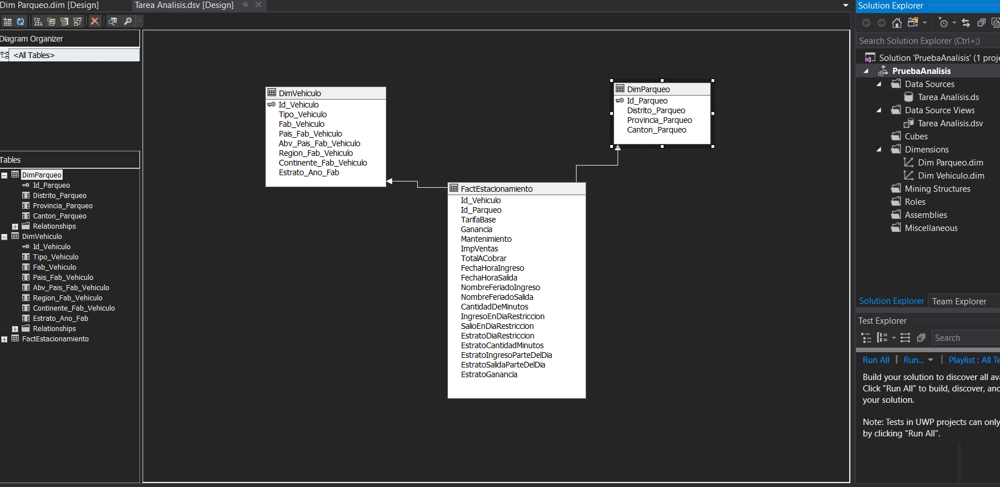 Dim Parqueo.dim [Design]
Tarea Analisis.dsv [Design]
Diagram Organizer
<All Tables>
Tables
DimParqueo
Id_Parqueo
Distrito_Parqueo
Provincia_Parqueo
Canton_Parqueo
Relationships
DimVehiculo
Id_Vehiculo
Tipo_Vehiculo
Fab_Vehiculo
Pais_Fab_Vehiculo
Abv_Pais_Fab_Vehiculo
Region_Fab_Vehiculo
Continente_Fab_Vehiculo
Estrato_Ano_Fab
Relationships
FactEstacionamiento
DimVehiculo
Id_Vehiculo
Tipo_Vehiculo
Fab_Vehiculo
Pais_Fab_Vehiculo
Abv_Pais_Fab_Vehiculo
Region_Fab_Vehiculo
Continente_Fab_Vehiculo
Estrato_Ano_Fab
DimParqueo
Id_Parqueo
Distrito_Parqueo
Provincia_Parqueo
Canton_Parqueo
FactEstacionamiento
Id_Vehiculo
Id_Parqueo
TarifaBase
Ganancia
Mantenimiento
ImpVentas
TotalACobrar
FechaHoraIngreso
FechaHoraSalida
NombreFeriadoIngreso
NombreFeriadoSalida
CantidadDeMinutos
IngresoEnDiaRestriccion
SalioEnDiaRestriccion
EstratoDiaRestriccion
EstratoCantidadMinutos
EstratoIngresoParteDelDia
EstratoSalidaParteDelDia
EstratoGanancia
Solution Explorer
Search Solution Explorer (Ctrl+;)
Solution 'PruebaAnalisis' (1 proje
PruebaAnalisis
Data Sources
Tarea Analisis.ds
Data Source Views
Tarea Analisis.dsv
Cubes
Dimensions
Dim Parqueo.dim
Dim Vehiculo.dim
Mining Structures
Roles
Assemblies
Miscellaneous
Solution Explorer
Team Explorer
Test Explorer
Search
Run All
Run...
Playlist : All Te
Build your solution to discover all ava
Click "Run All" to build, discover, and
your solution.
Note: Tests in UWP projects can only
by clicking "Run All".